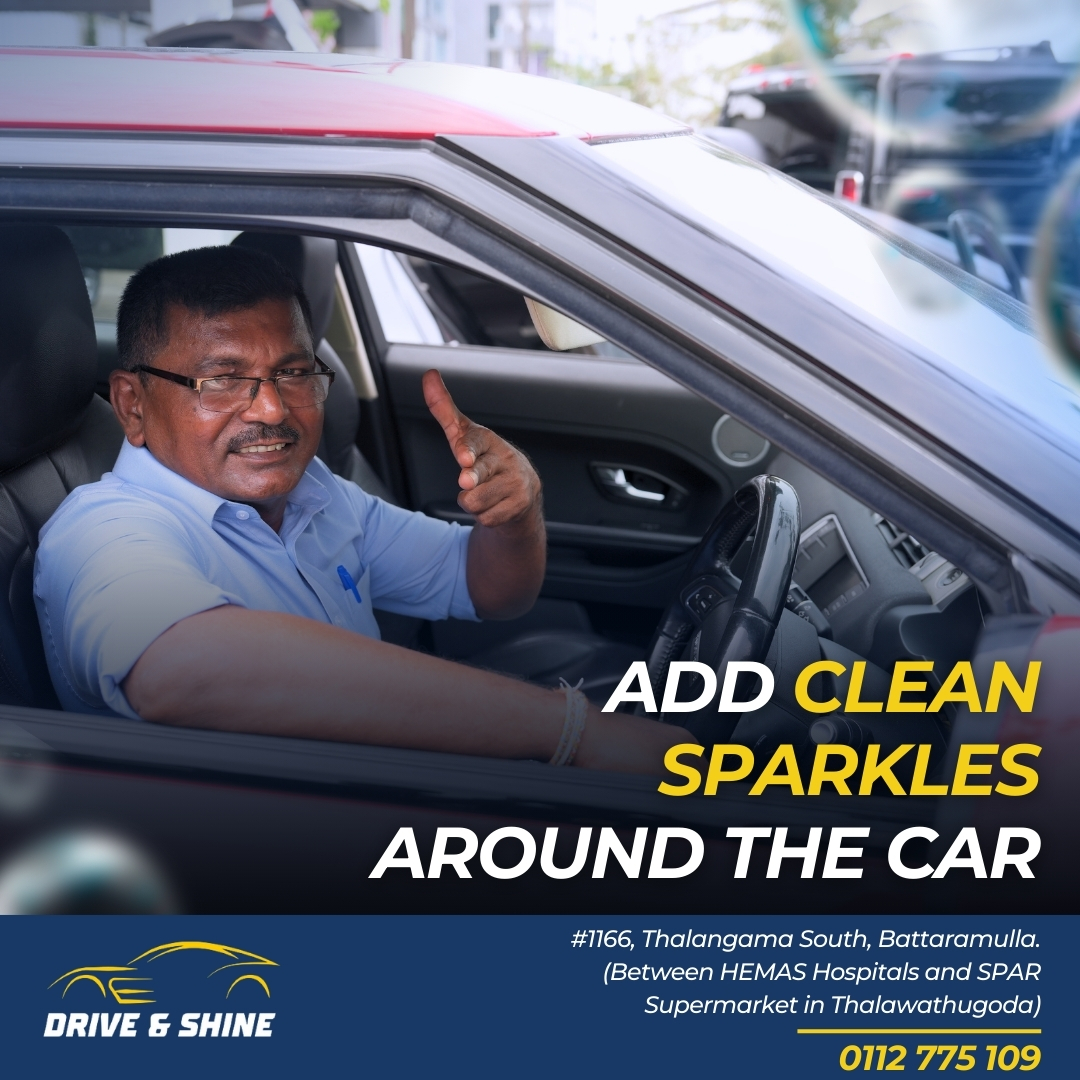 ADD CLEAN
SPARKLES
AROUND THE CAR
DRIVE & SHINE
#1166, Thalangama South, Battaramulla.
(Between HEMAS Hospitals and SPAR
Supermarket in Thalawathugoda)
0112 775 109